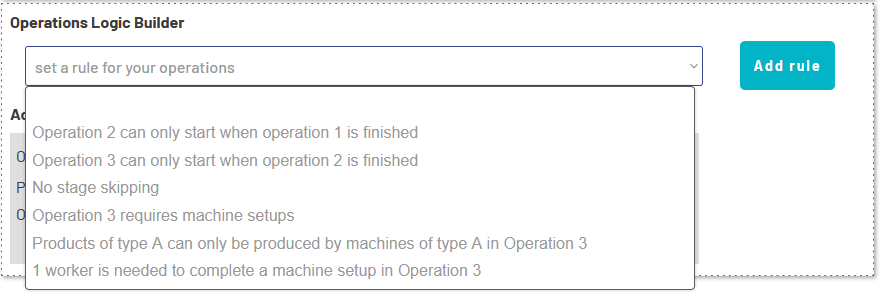 Operations Logic Builder
set a rule for your operations
Add rule
Operation 2 can only start when operation 1 is finished
Operation 3 can only start when operation 2 is finished
No stage skipping
Operation 3 requires machine setups
Products of type A can only be produced by machines of type A in Operation 3
1 worker is needed to complete a machine setup in Operation 3